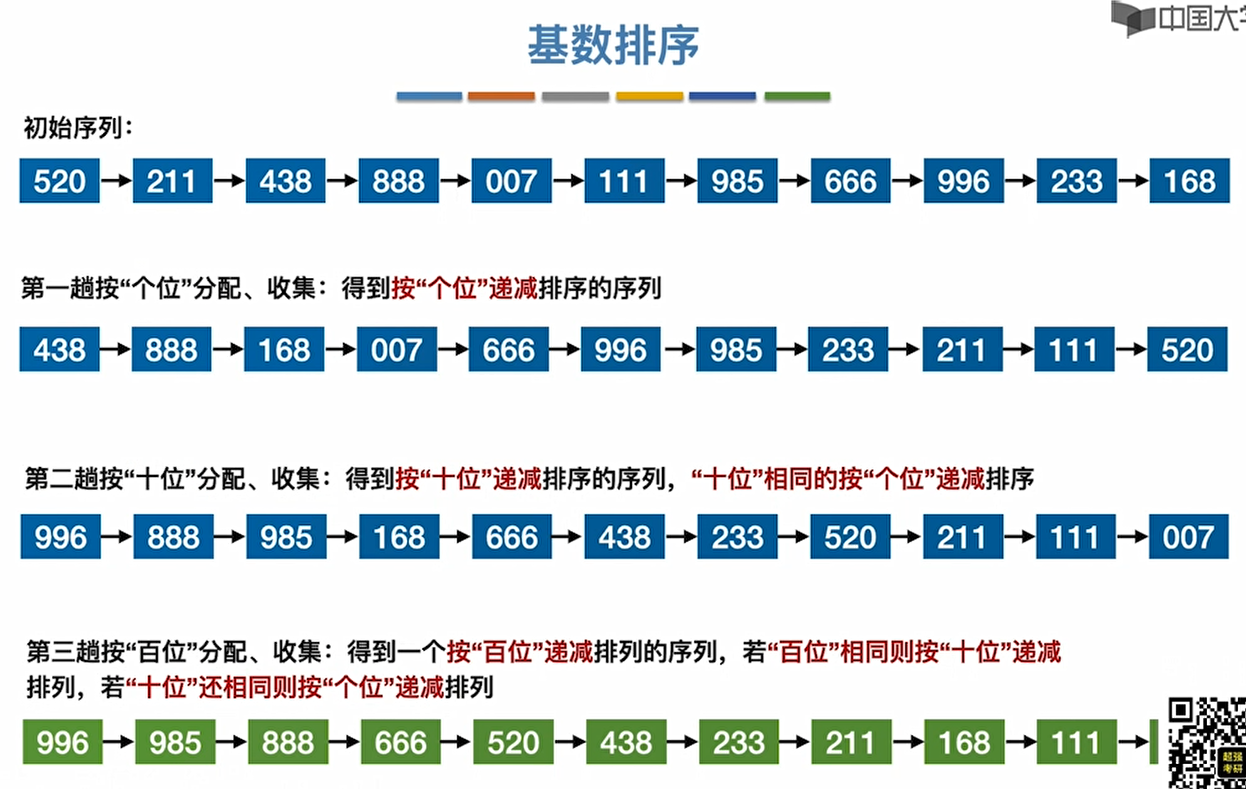 中国大
基数排序
初始序列：
520 211 438 888 007 111 985 666 996 233 168
第一趟按“个位”分配、收集：得到按“个位”递减排序的序列
438 888 168 007 666 996 985 233 211 111 520
第二趟按“十位”分配、收集：得到按“十位”递减排序的序列，“十位”相同的按“个位”递减排序
996 888 985 168 666 438 233 520 211 111 007
第三趟按“百位”分配、收集：得到一个按“百位”递减排列的序列，若“百位”相同则按“十位”递减
排列，若“十位”还相同则按“个位”递减排列
996 985 888 666 520 438 233 211 168 111
超强
考研